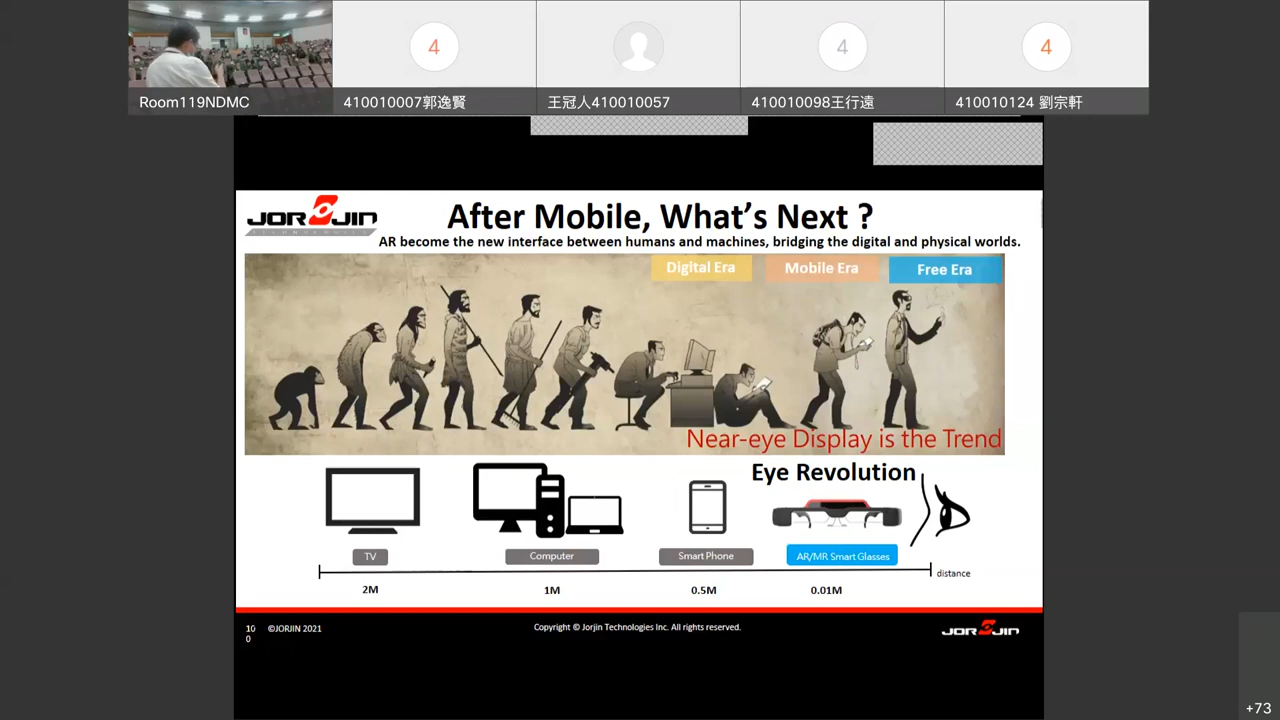 4
4
4
Room119NDMC
410010007郭逸賢
王冠人410010057
410010098王行遠
410010124 劉宗軒
JORJIN
TECHNOLOGIES
After Mobile, What's Next ?
AR become the new interface between humans and machines, bridging the digital and physical worlds.
Digital Era
Mobile Era
Free Era
Near-eye Display is the Trend
Eye Revolution
TV
Computer
Smart Phone
AR/MR Smart Glasses
distance
2M
1M
0.5M
0.01M
10
0
©JORJIN 2021
Copyright © Jorjin Technologies Inc. All rights reserved.
JORJIN
+73